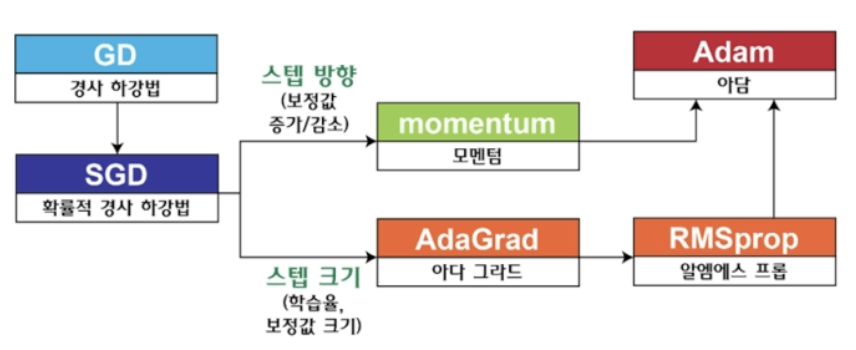 GD
경사 하강법
SGD
확률적 경사 하강법
스텝 방향
(보정값
증가/감소)
momentum
모멘텀
Adam
아담
스텝 크기
(학습율,
보정값 크기)
AdaGrad
아다 그라드
RMSprop
알엠에스 프롭